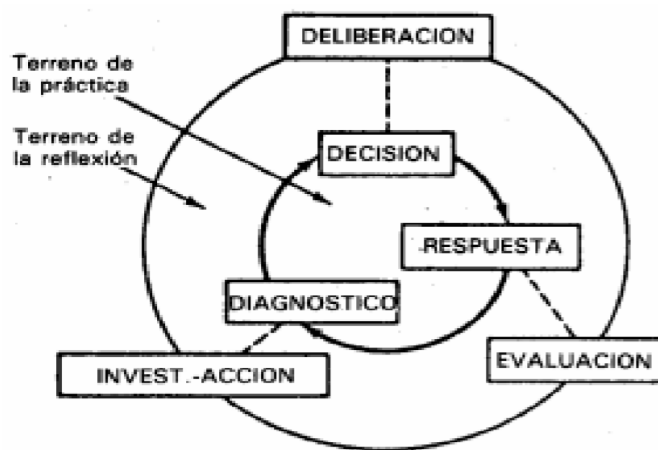 DELIBERACION
Terreno de
la práctica
Terreno de
la reflexión
DECISION
RESPUESTA
DIAGNOSTICO
EVALUACION
INVEST.-ACCION